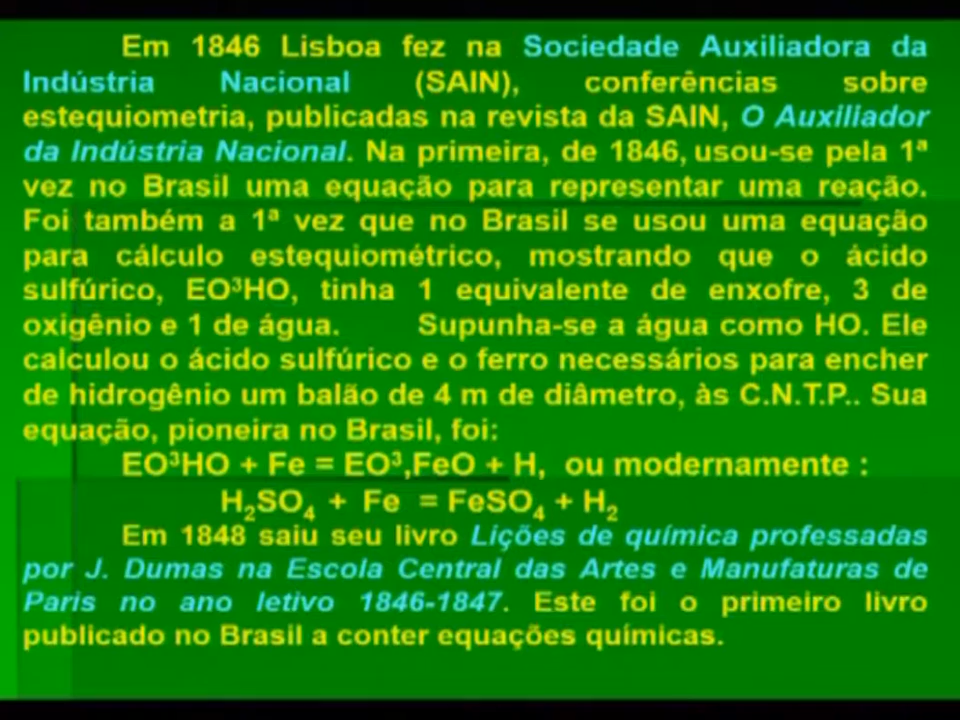 Em 1846 Lisboa fez na Sociedade Auxiliadora da
Indústria Nacional (SAIN), conferências sobre
estequiometria, publicadas na revista da SAIN, O Auxiliador
da Indústria Nacional. Na primeira, de 1846, usou-se pela 1ª
vez no Brasil uma equação para representar uma reação.
Foi também a 1ª vez que no Brasil se usou uma equação
para cálculo estequiométrico, mostrando que o ácido
sulfúrico, EO³HO, tinha 1 equivalente de enxofre, 3 de
oxigênio e 1 de água. Supunha-se a água como HO. Ele
calculou o ácido sulfúrico e o ferro necessários para encher
de hidrogênio um balão de 4 m de diâmetro, às C.N.T.P.. Sua
equação, pioneira no Brasil, foi:
EO³HO + Fe = EO³,FeO + H, ou modernamente :
H₂SO₄ + Fe = FeSO₄ + H₂
Em 1848 saiu seu livro Lições de química professadas
por J. Dumas na Escola Central das Artes e Manufaturas de
Paris no ano letivo 1846-1847. Este foi o primeiro livro
publicado no Brasil a conter equações químicas.